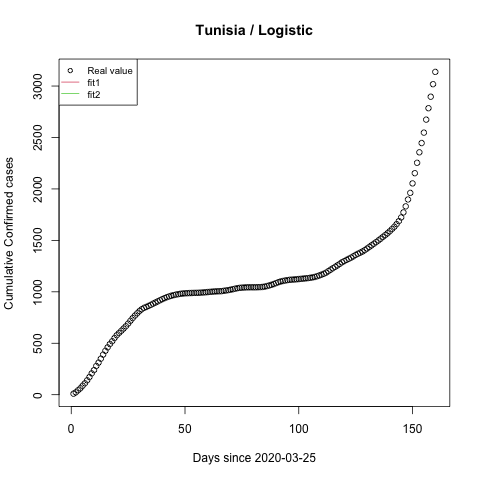 Tunisia / Logistic
Real value
fit1
fit2
Cumulative Confirmed cases
3000
2500
2000
1500
1000
500
0
0 50 100 150
Days since 2020-03-25